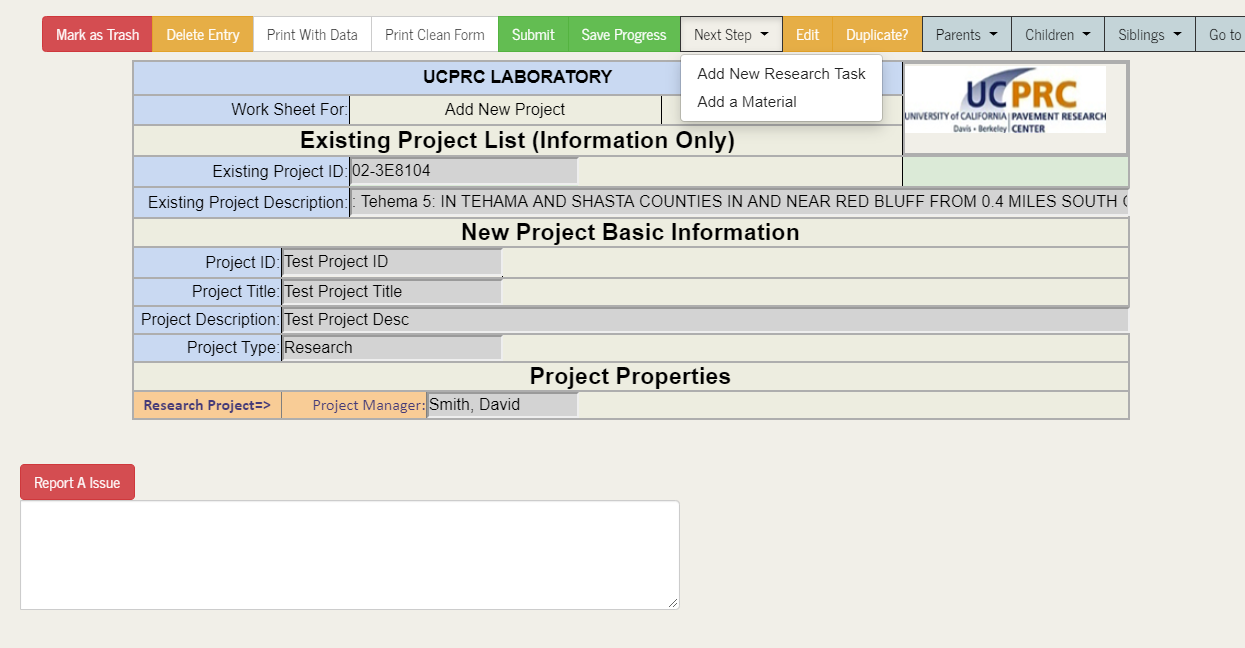 Mark as Trash Delete Entry Print With Data Print Clean Form Submit Save Progress Next Step Edit Duplicate? Parents Children Siblings Go to
Add New Research Task
Add a Material
UCPRC LABORATORY
Work Sheet For: Add New Project
UCPRC
UNIVERSITY of CALIFORNIA | PAVEMENT RESEARCH
Davis • Berkeley | CENTER
Existing Project List (Information Only)
Existing Project ID: 02-3E8104
Existing Project Description: : Tehema 5: IN TEHAMA AND SHASTA COUNTIES IN AND NEAR RED BLUFF FROM 0.4 MILES SOUTH
New Project Basic Information
Project ID: Test Project ID
Project Title: Test Project Title
Project Description: Test Project Desc
Project Type: Research
Project Properties
Research Project=> Project Manager: Smith, David
Report A Issue